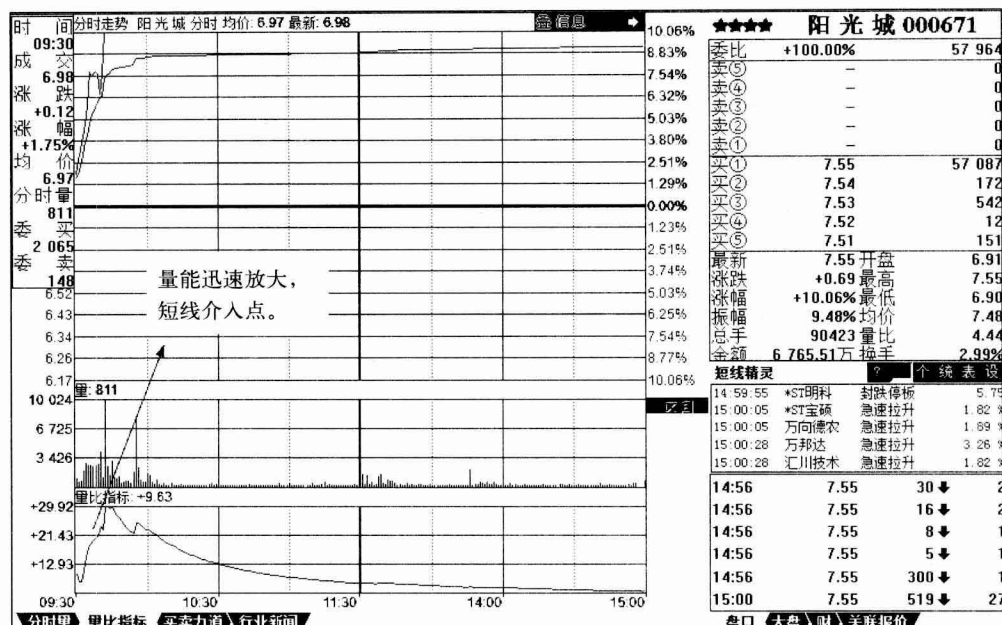 分时走势 阳光城 分时 均价: 6.97 最新: 6.98
叠 信息
时 间
09:30
成 交
6.98
涨 跌
+0.12
涨 幅
+1.75%
均 价
6.97
分时量
811
委 买
2 065
委 卖
148
6.52
6.43
6.34
6.26
6.17
10.06%
8.83%
7.54%
6.32%
5.03%
3.80%
2.51%
1.29%
0.00%
1.23%
2.51%
3.74%
5.03%
6.25%
7.54%
8.77%
10.06%
量能迅速放大,
短线介入点。
量: 811
10 024
6 725
3 426
区间
量比指标: +9.63
+29.92
+21.43
+12.93
09:30 10:30 11:30 14:00 15:00
分时量 量比指标 买卖力道 行业新闻
★★★★ 阳光城 000671
委比 +100.00% 57 964
卖⑤ — 0
卖④ — 0
卖③ — 0
卖② — 0
卖① — 0
买① 7.55 57 087
买② 7.54 172
买③ 7.53 542
买④ 7.52 12
买⑤ 7.51 151
最新 7.55 开盘 6.91
涨跌 +0.69 最高 7.55
涨幅 +10.06% 最低 6.90
振幅 9.48% 均价 7.48
总手 90423 量比 4.44
金额 6 765.51万 换手 2.99%
短线精灵 ? 个 统 表 设
14:59:55 *ST明科 封跌停板 5.75
15:00:05 *ST宝硕 急速拉升 1.82 %
15:00:05 万向德农 急速拉升 1.89 %
15:00:28 万邦达 急速拉升 3.26 %
15:00:28 汇川技术 急速拉升 1.82 %
14:56 7.55 30 ↓ 2
14:56 7.55 16 ↓ 2
14:56 7.55 8 ↓ 1
14:56 7.55 5 ↓ 1
14:56 7.55 300 ↓ 1
15:00 7.55 519 ↓ 27
盘口 大盘 财 关联报价